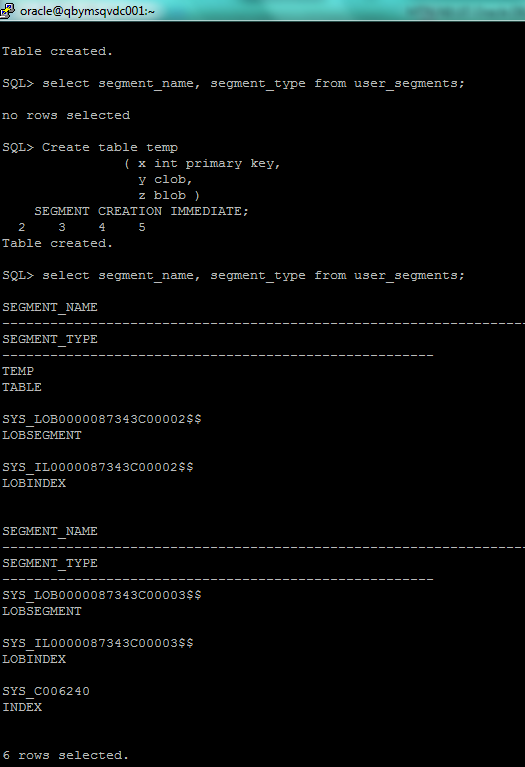 oracle@qbymsqvdc001:~
Table created.
SQL> select segment_name, segment_type from user_segments;
no rows selected
SQL> Create table temp
( x int primary key,
y clob,
z blob )
SEGMENT CREATION IMMEDIATE;
2 3 4 5
Table created.
SQL> select segment_name, segment_type from user_segments;
SEGMENT_NAME
--------------------------------------------------------------------------------
SEGMENT_TYPE
------------------------------------------------------
TEMP
TABLE
SYS_LOB0000087343C00002$$
LOBSEGMENT
SYS_IL0000087343C00002$$
LOBINDEX
SEGMENT_NAME
--------------------------------------------------------------------------------
SEGMENT_TYPE
------------------------------------------------------
SYS_LOB0000087343C00003$$
LOBSEGMENT
SYS_IL0000087343C00003$$
LOBINDEX
SYS_C006240
INDEX
6 rows selected.